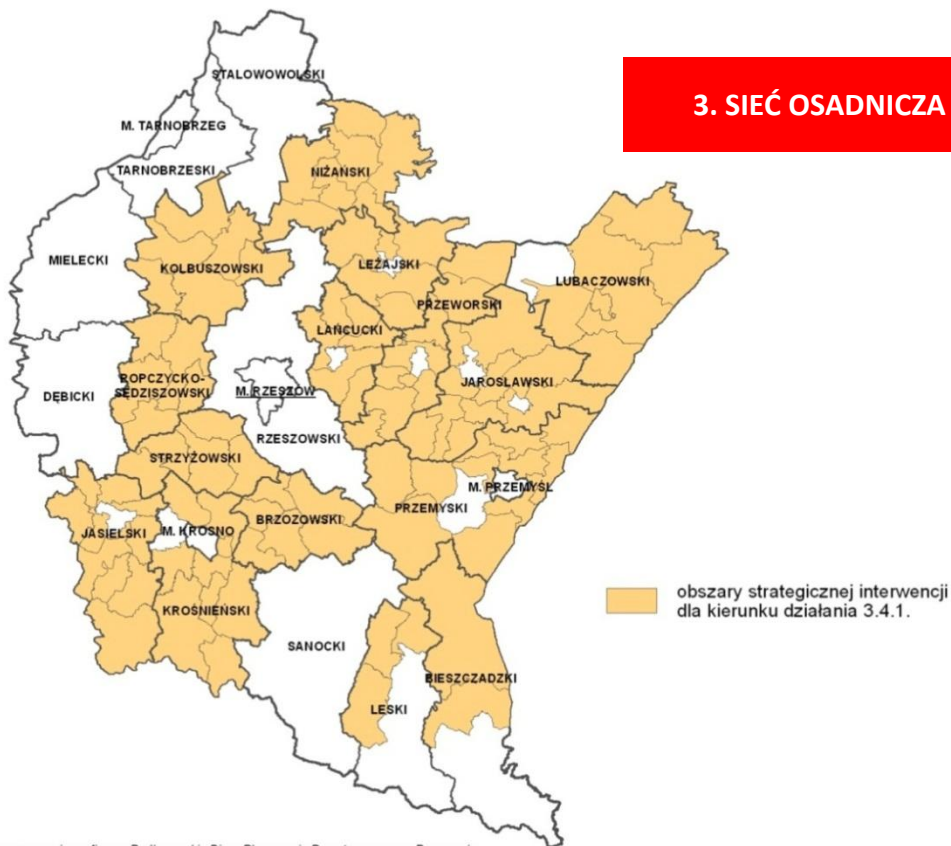 STALOWOWOLSKI
3. SIEĆ OSADNICZA
M. TARNOBRZEG
TARNOBRZESKI
NIŻAŃSKI
MIELECKI
KOLBUSZOWSKI
LEŻAJSKI
LUBACZOWSKI
PRZEWORSKI
ŁAŃCUCKI
DĘBICKI
ROPCZYCKO-
SĘDZISZOWSKI
M. RZESZÓW
JAROSŁAWSKI
RZESZOWSKI
STRZYŻOWSKI
M. PRZEMYŚL
PRZEMYSKI
JASIELSKI
M. KROSNO
BRZOZOWSKI
KROŚNIEŃSKI
obszary strategicznej interwencji
dla kierunku działania 3.4.1.
SANOCKI
BIESZCZADZKI
LESKI